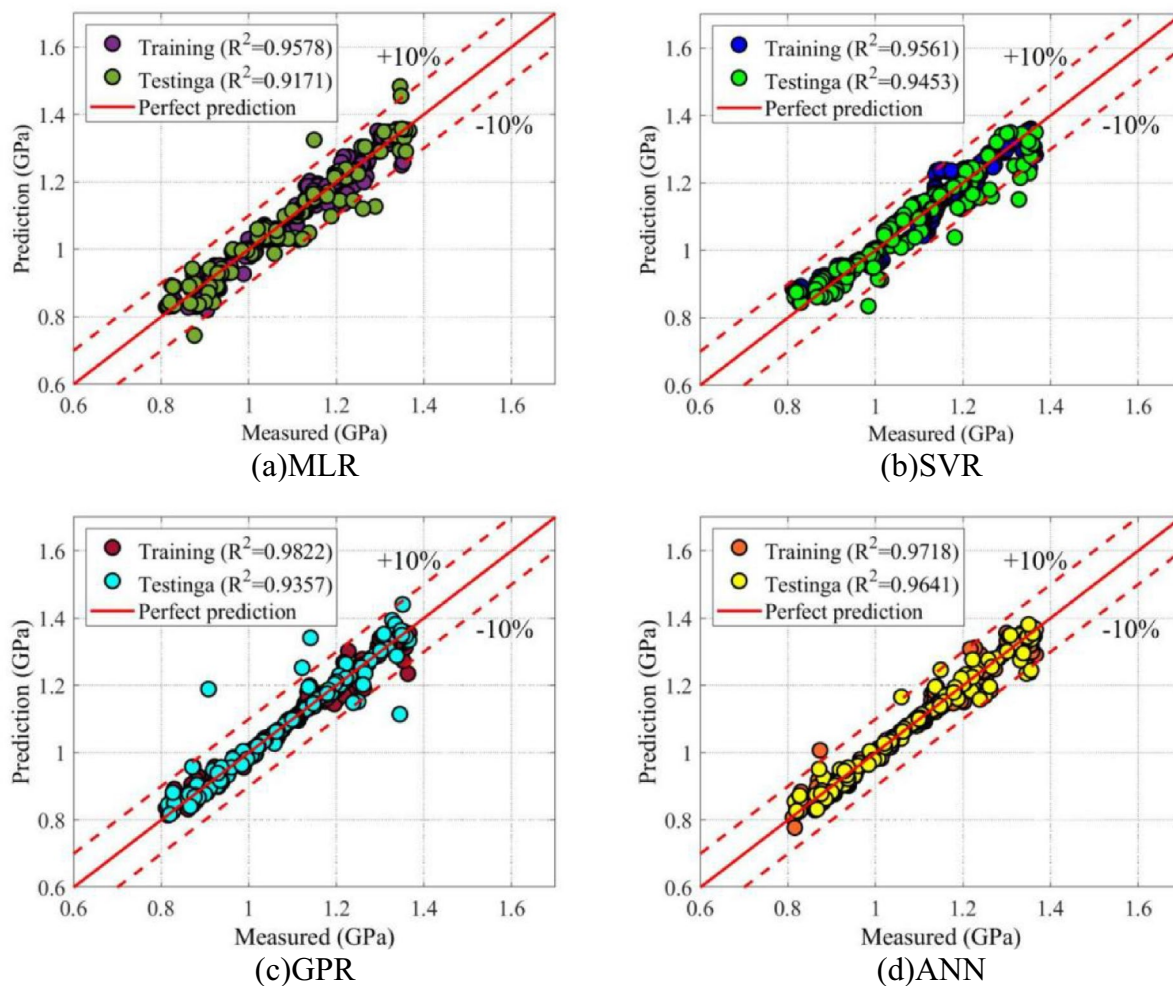 1.6
1.4
1.2
1
0.8
0.6
Prediction (GPa)
Training (R²=0.9578)
Testinga (R²=0.9171)
Perfect prediction
+10%
-10%
0.6 0.8 1 1.2 1.4 1.6
Measured (GPa)
(a)MLR
1.6
1.4
1.2
1
0.8
0.6
Prediction (GPa)
Training (R²=0.9561)
Testinga (R²=0.9453)
Perfect prediction
+10%
-10%
0.6 0.8 1 1.2 1.4 1.6
Measured (GPa)
(b)SVR
1.6
1.4
1.2
1
0.8
0.6
Prediction (GPa)
Training (R²=0.9822)
Testinga (R²=0.9357)
Perfect prediction
+10%
-10%
0.6 0.8 1 1.2 1.4 1.6
Measured (GPa)
(c)GPR
1.6
1.4
1.2
1
0.8
0.6
Prediction (GPa)
Training (R²=0.9718)
Testinga (R²=0.9641)
Perfect prediction
+10%
-10%
0.6 0.8 1 1.2 1.4 1.6
Measured (GPa)
(d)ANN